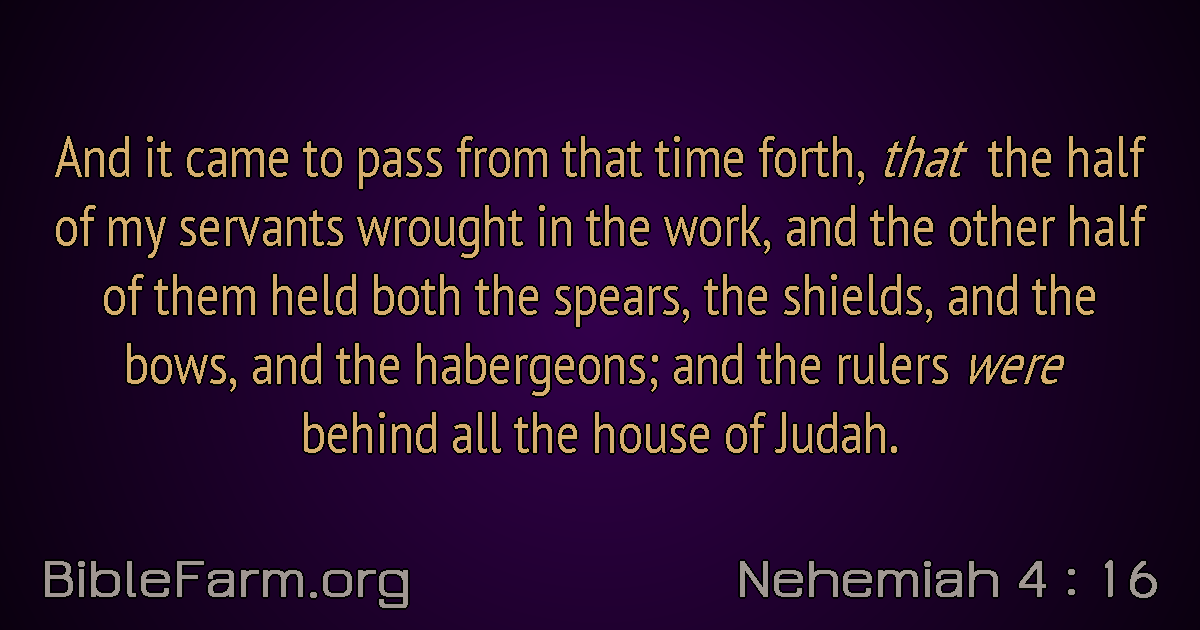 And it came to pass from that time forth, that the half
of my servants wrought in the work, and the other half
of them held both the spears, the shields, and the
bows, and the habergeons; and the rulers were
behind all the house of Judah.
BibleFarm.org
Nehemiah 4 : 16